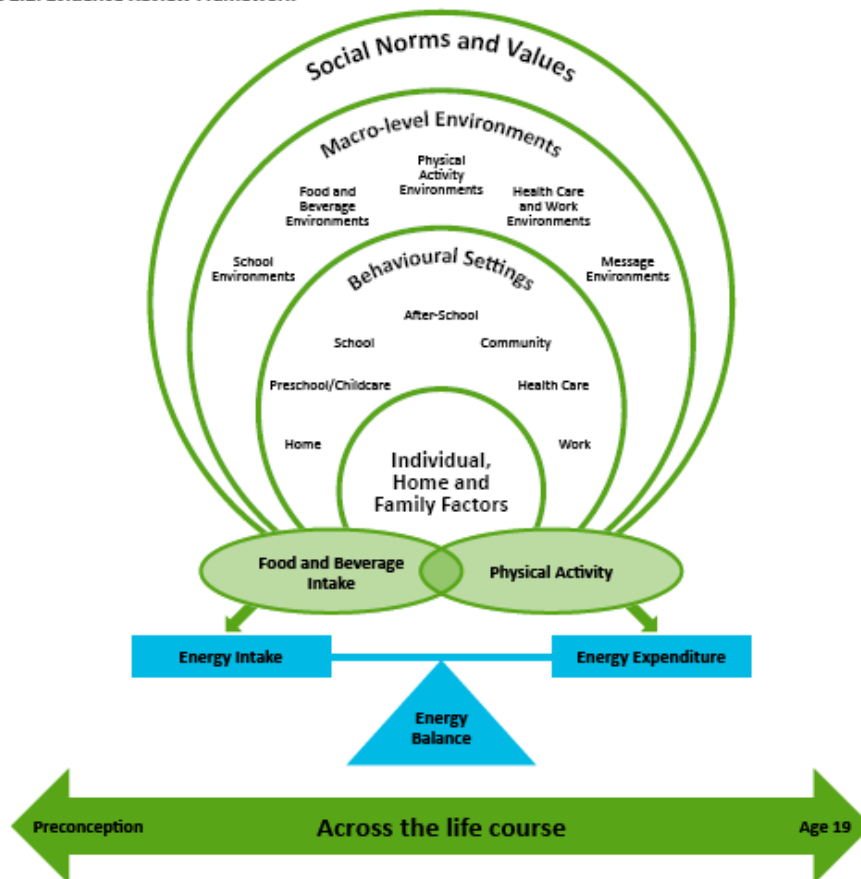 Evidence Review Framework
Social Norms and Values
Macro-level Environments
Physical
Activity
Environments
Food and
Beverage
Environments
Health Care
and Work
Environments
School
Environments
Message
Environments
Behavioural Settings
After-School
School
Community
Preschool/Childcare
Health Care
Home
Work
Individual,
Home and
Family Factors
Food and Beverage
Intake
Physical Activity
Energy Intake
Energy Expenditure
Energy
Balance
Preconception
Across the life course
Age 19